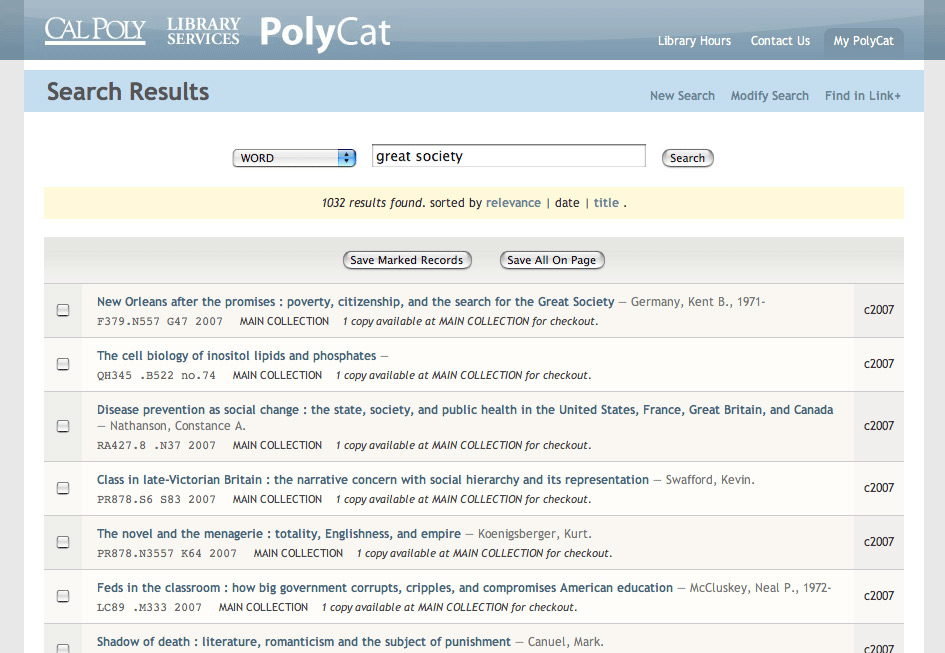 CAL POLY LIBRARY SERVICES PolyCat
Library Hours Contact Us My PolyCat
Search Results
New Search Modify Search Find in Link+
WORD great society Search
1032 results found. sorted by relevance | date | title .
Save Marked Records Save All On Page
New Orleans after the promises : poverty, citizenship, and the search for the Great Society — Germany, Kent B., 1971-
F379.N557 G47 2007 MAIN COLLECTION 1 copy available at MAIN COLLECTION for checkout.
c2007
The cell biology of inositol lipids and phosphates —
QH345 .B522 no.74 MAIN COLLECTION 1 copy available at MAIN COLLECTION for checkout.
c2007
Disease prevention as social change : the state, society, and public health in the United States, France, Great Britain, and Canada
— Nathanson, Constance A.
RA427.8 .N37 2007 MAIN COLLECTION 1 copy available at MAIN COLLECTION for checkout.
c2007
Class in late-Victorian Britain : the narrative concern with social hierarchy and its representation — Swafford, Kevin.
PR878.S6 S83 2007 MAIN COLLECTION 1 copy available at MAIN COLLECTION for checkout.
c2007
The novel and the menagerie : totality, Englishness, and empire — Koenigsberger, Kurt.
PR878.N3557 K64 2007 MAIN COLLECTION 1 copy available at MAIN COLLECTION for checkout.
c2007
Feds in the classroom : how big government corrupts, cripples, and compromises American education — McCluskey, Neal P., 1972-
LC89 .M333 2007 MAIN COLLECTION 1 copy available at MAIN COLLECTION for checkout.
c2007
Shadow of death : literature, romanticism and the subject of punishment — Canuel, Mark.
c2007